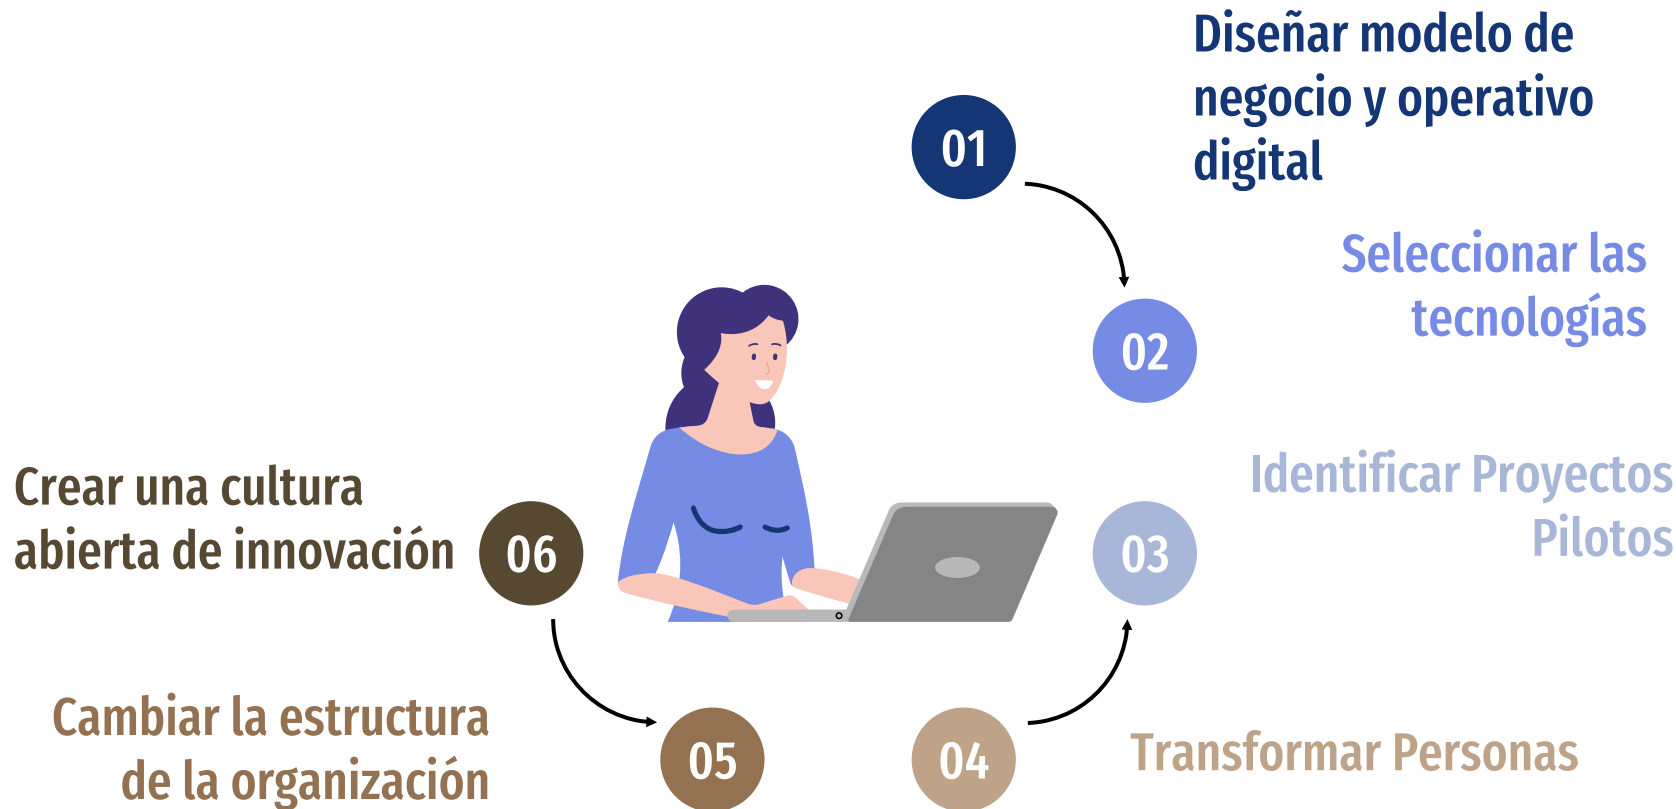 01
Diseñar modelo de
negocio y operativo
digital
02
Seleccionar las
tecnologías
03
Identificar Proyectos
Pilotos
04
Transformar Personas
05
Cambiar la estructura
de la organización
06
Crear una cultura
abierta de innovación